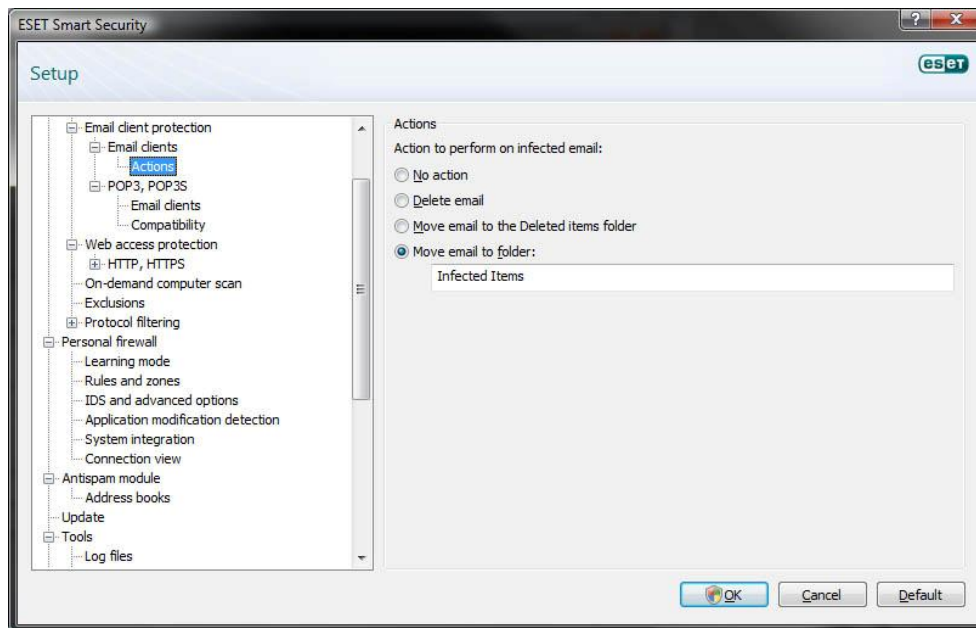 ESET Smart Security
? X
Setup
eseT
Email client protection
Email clients
Actions
POP3, POP3S
Email clients
Compatibility
Web access protection
HTTP, HTTPS
On-demand computer scan
Exclusions
Protocol filtering
Personal firewall
Learning mode
Rules and zones
IDS and advanced options
Application modification detection
System integration
Connection view
Antispam module
Address books
Update
Tools
Log files
Actions
Action to perform on infected email:
No action
Delete email
Move email to the Deleted items folder
Move email to folder:
Infected Items
OK
Cancel
Default